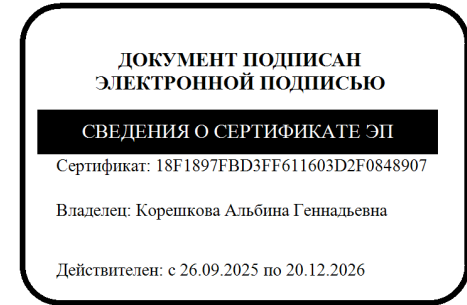 ДОКУМЕНТ ПОДПИСАН
ЭЛЕКТРОННОЙ ПОДПИСЬЮ
СВЕДЕНИЯ О СЕРТИФИКАТЕ ЭП
Сертификат: 18F1897FBD3FF611603D2F0848907
Владелец: Корешкова Альбина Геннадьевна
Действителен: с 26.09.2025 по 20.12.2026